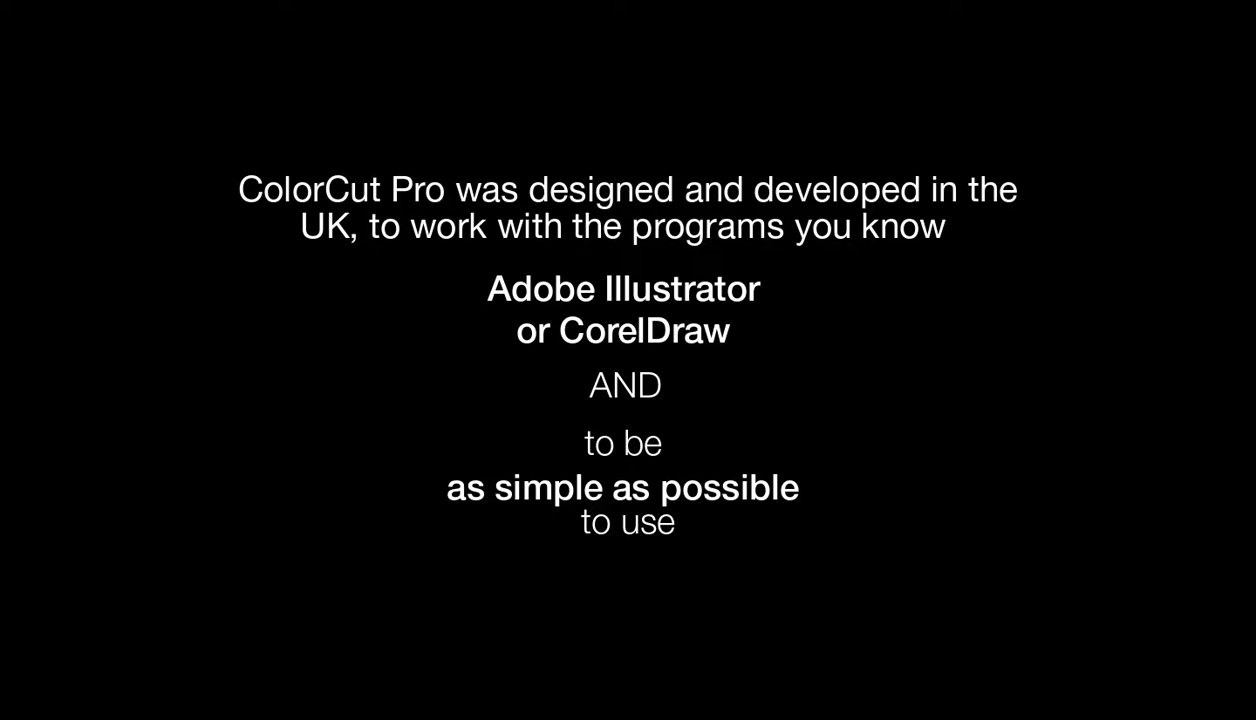 ColorCut Pro was designed and developed in the
UK, to work with the programs you know
Adobe Illustrator
or CorelDraw
AND
to be
as simple as possible
to use